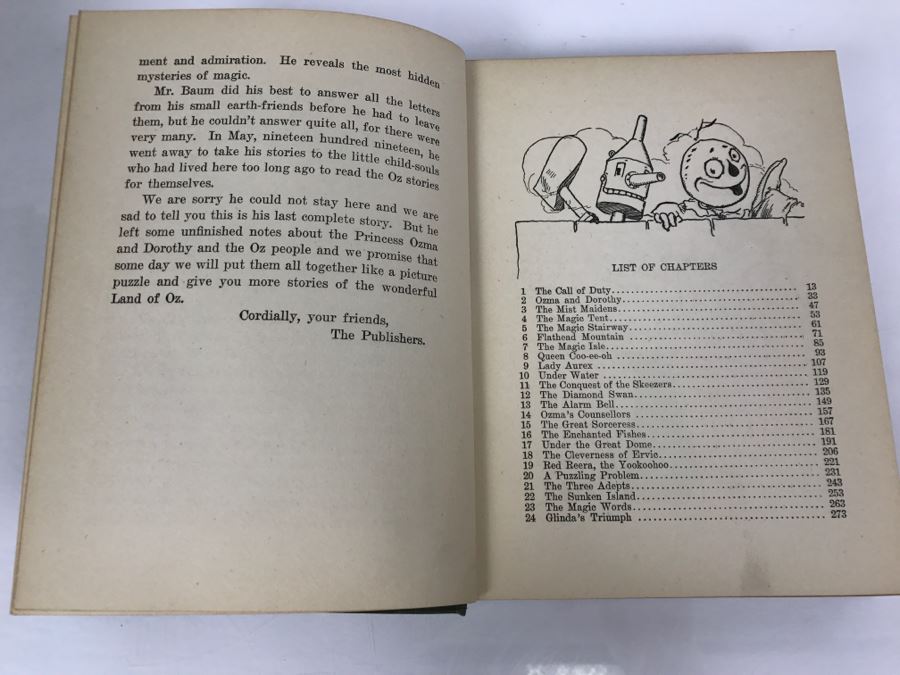 ment and admiration. He reveals the most hidden
mysteries of magic.
Mr. Baum did his best to answer all the letters
from his small earth-friends before he had to leave
them, but he couldn't answer quite all, for there were
very many. In May, nineteen hundred nineteen, he
went away to take his stories to the little child-souls
who had lived here too long ago to read the Oz stories
for themselves.
We are sorry he could not stay here and we are
sad to tell you this is his last complete story. But he
left some unfinished notes about the Princess Ozma
and Dorothy and the Oz people and we promise that
some day we will put them all together like a picture
puzzle and give you more stories of the wonderful
Land of Oz.
Cordially, your friends,
The Publishers.
LIST OF CHAPTERS
1 The Call of Duty 13
2 Ozma and Dorothy 33
3 The Mist Maidens 47
4 The Magic Tent 53
5 The Magic Stairway 61
6 Flathead Mountain 71
7 The Magic Isle 85
8 Queen Coo-ee-oh 93
9 Lady Aurex 107
10 Under Water 119
11 The Conquest of the Skeezers 129
12 The Diamond Swan 135
13 The Alarm Bell 149
14 Ozma's Counsellors 157
15 The Great Sorceress 167
16 The Enchanted Fishes 181
17 Under the Great Dome 191
18 The Cleverness of Ervic 206
19 Red Reera, the Yookoohoo 221
20 A Puzzling Problem 231
21 The Three Adepts 243
22 The Sunken Island 253
23 The Magic Words 263
24 Glinda's Triumph 273